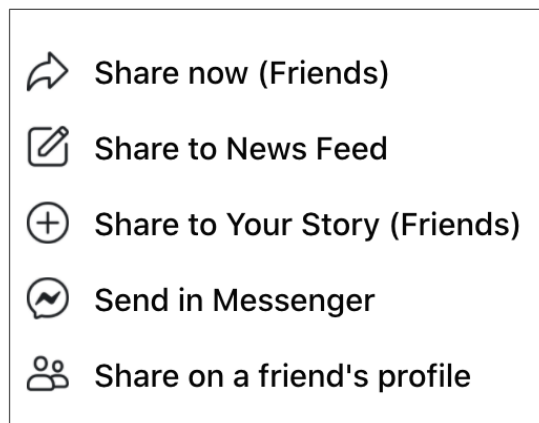 Share now (Friends)
Share to News Feed
Share to Your Story (Friends)
Send in Messenger
Share on a friend's profile